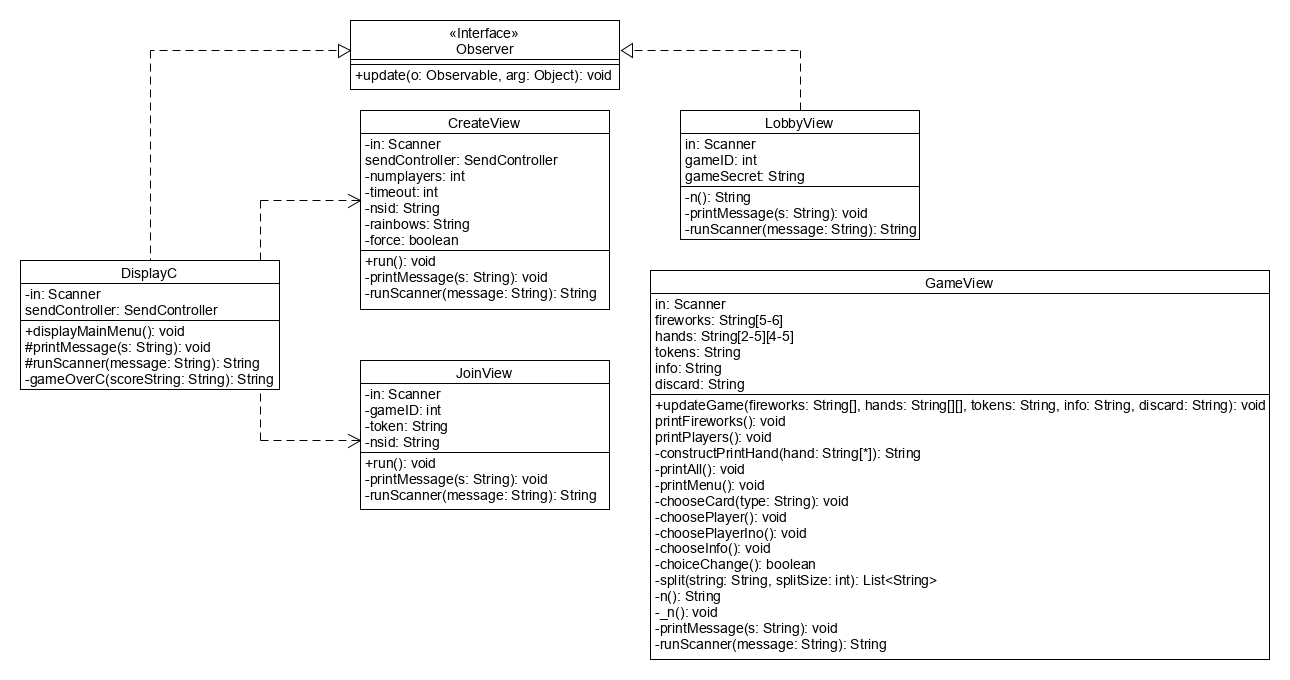 «Interface»
Observer
+update(o: Observable, arg: Object): void
CreateView
-in: Scanner
sendController: SendController
-numplayers: int
-timeout: int
-nsid: String
-rainbows: String
-force: boolean
+run(): void
-printMessage(s: String): void
-runScanner(message: String): String
LobbyView
in: Scanner
gameID: int
gameSecret: String
-n(): String
-printMessage(s: String): void
-runScanner(message: String): String
DisplayC
-in: Scanner
sendController: SendController
+displayMainMenu(): void
#printMessage(s: String): void
#runScanner(message: String): String
-gameOverC(scoreString: String): String
JoinView
-in: Scanner
-gameID: int
-token: String
-nsid: String
+run(): void
-printMessage(s: String): void
-runScanner(message: String): String
GameView
in: Scanner
fireworks: String[5-6]
hands: String[2-5][4-5]
tokens: String
info: String
discard: String
+updateGame(fireworks: String[], hands: String[][], tokens: String, info: String, discard: String): void
printFireworks(): void
printPlayers(): void
-constructPrintHand(hand: String[*]): String
-printAll(): void
-printMenu(): void
-chooseCard(type: String): void
-choosePlayer(): void
-choosePlayerIno(): void
-chooseInfo(): void
-choiceChange(): boolean
-split(string: String, splitSize: int): List<String>
-n(): String
-_n(): void
-printMessage(s: String): void
-runScanner(message: String): String